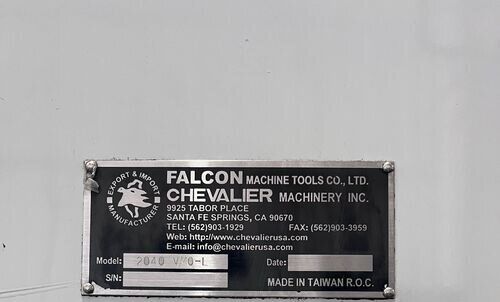 EXPORT & IMPORT
MANUFACTURER
FALCON MACHINE TOOLS CO., LTD.
CHEVALIER MACHINERY INC.
9925 TABOR PLACE
SANTA FE SPRINGS, CA 90670
TEL: (562)903-1929 FAX: (562)903-3959
Web: http://www.chevalierusa.com
E-mail: info@chevalierusa.com
Model: 2040 Date:
S/N:
MADE IN TAIWAN R.O.C.